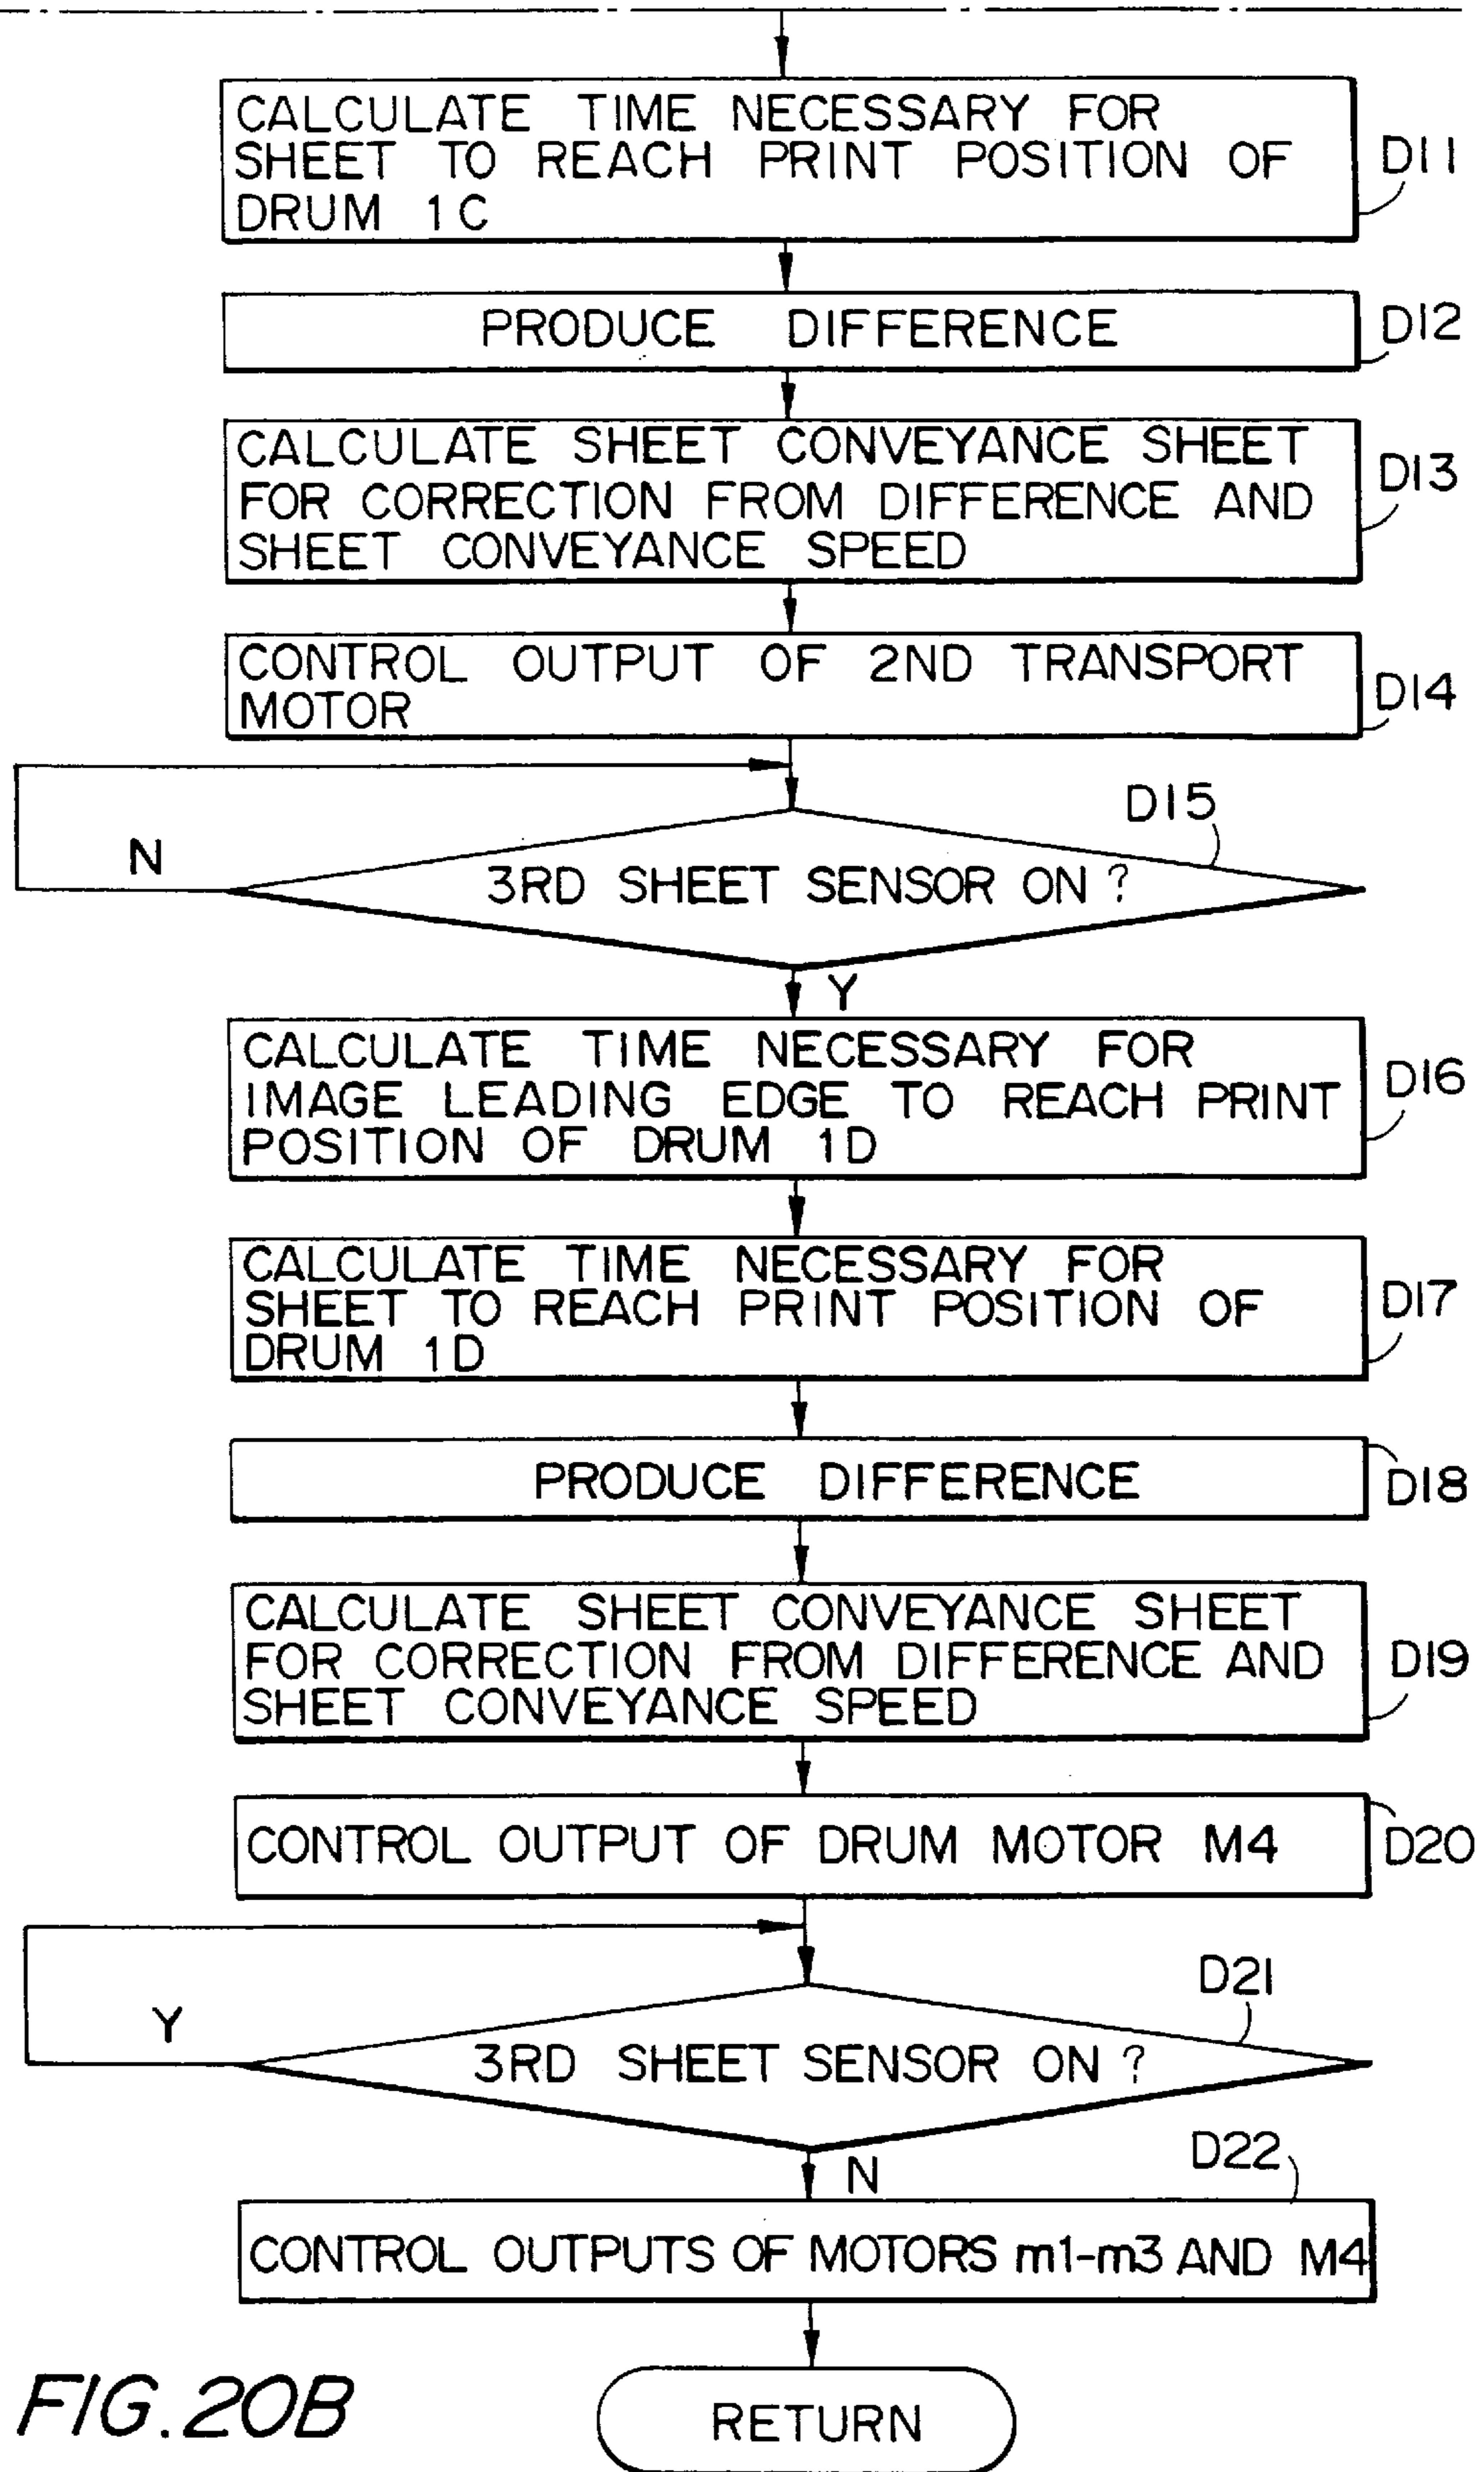 CALCULATE TIME NECESSARY FOR
SHEET TO REACH PRINT POSITION OF
DRUM 1C
D11
PRODUCE DIFFERENCE
D12
CALCULATE SHEET CONVEYANCE SHEET
FOR CORRECTION FROM DIFFERENCE AND
SHEET CONVEYANCE SPEED
D13
CONTROL OUTPUT OF 2ND TRANSPORT
MOTOR
D14
D15
N
3RD SHEET SENSOR ON ?
Y
CALCULATE TIME NECESSARY FOR
IMAGE LEADING EDGE TO REACH PRINT
POSITION OF DRUM 1D
D16
CALCULATE TIME NECESSARY FOR
SHEET TO REACH PRINT POSITION OF
DRUM 1D
D17
PRODUCE DIFFERENCE
D18
CALCULATE SHEET CONVEYANCE SHEET
FOR CORRECTION FROM DIFFERENCE AND
SHEET CONVEYANCE SPEED
D19
CONTROL OUTPUT OF DRUM MOTOR M4
D20
D21
Y
3RD SHEET SENSOR ON ?
N
D22
CONTROL OUTPUTS OF MOTORS m1-m3 AND M4
RETURN
FIG.20B